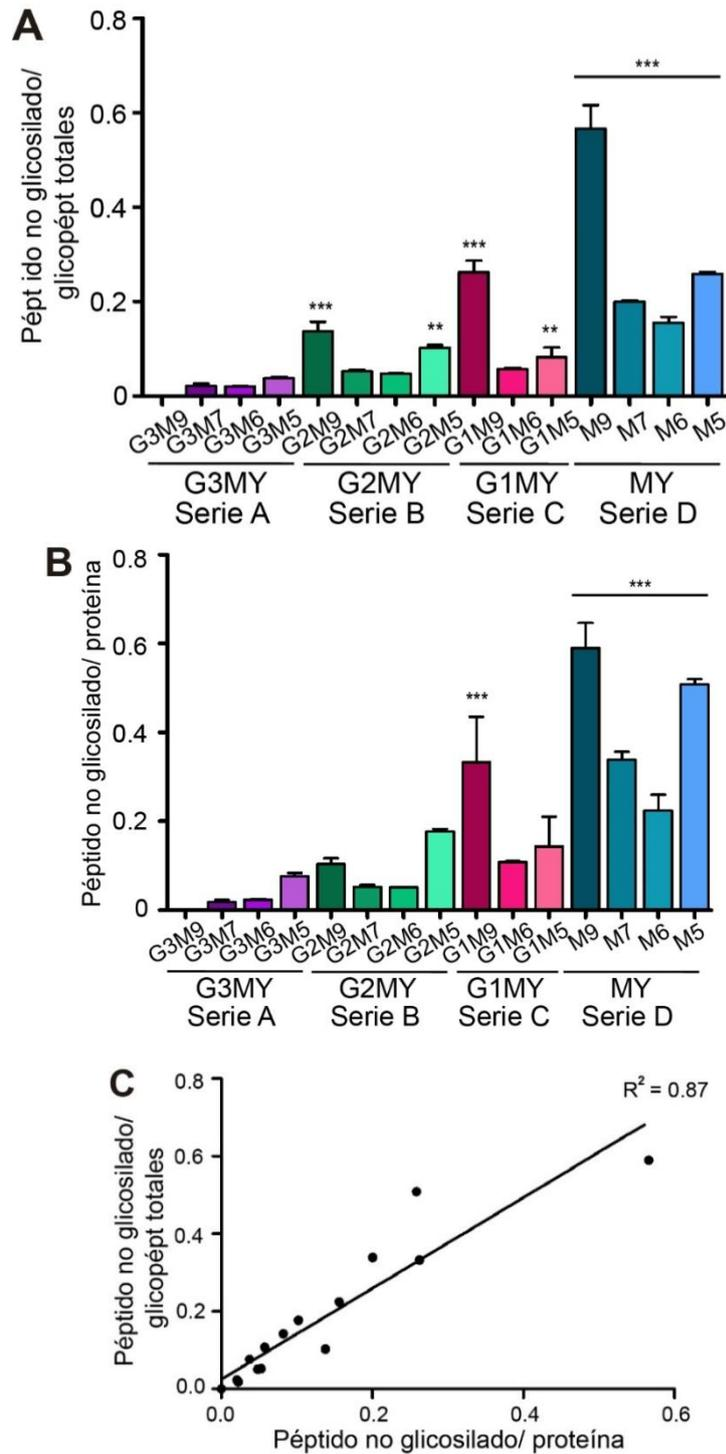 A
Pépt ido no glicosilado/
glicopépt totales
0.8
0.6
0.4
0.2
0
***
**
***
**
***
G3M9 G3M7 G3M6 G3M5 G2M9 G2M7 G2M6 G2M5 G1M9 G1M6 G1M5 M9 M7 M6 M5
G3MY G2MY G1MY MY
Serie A Serie B Serie C Serie D
B
Péptido no glicosilado/ proteína
0.8
0.6
0.4
0.2
0
***
***
G3M9 G3M7 G3M6 G3M5 G2M9 G2M7 G2M6 G2M5 G1M9 G1M6 G1M5 M9 M7 M6 M5
G3MY G2MY G1MY MY
Serie A Serie B Serie C Serie D
C
Péptido no glicosilado/
glicopépt totales
0.8
0.6
0.4
0.2
0.0
R² = 0.87
0.0 0.2 0.4 0.6
Péptido no glicosilado/ proteína